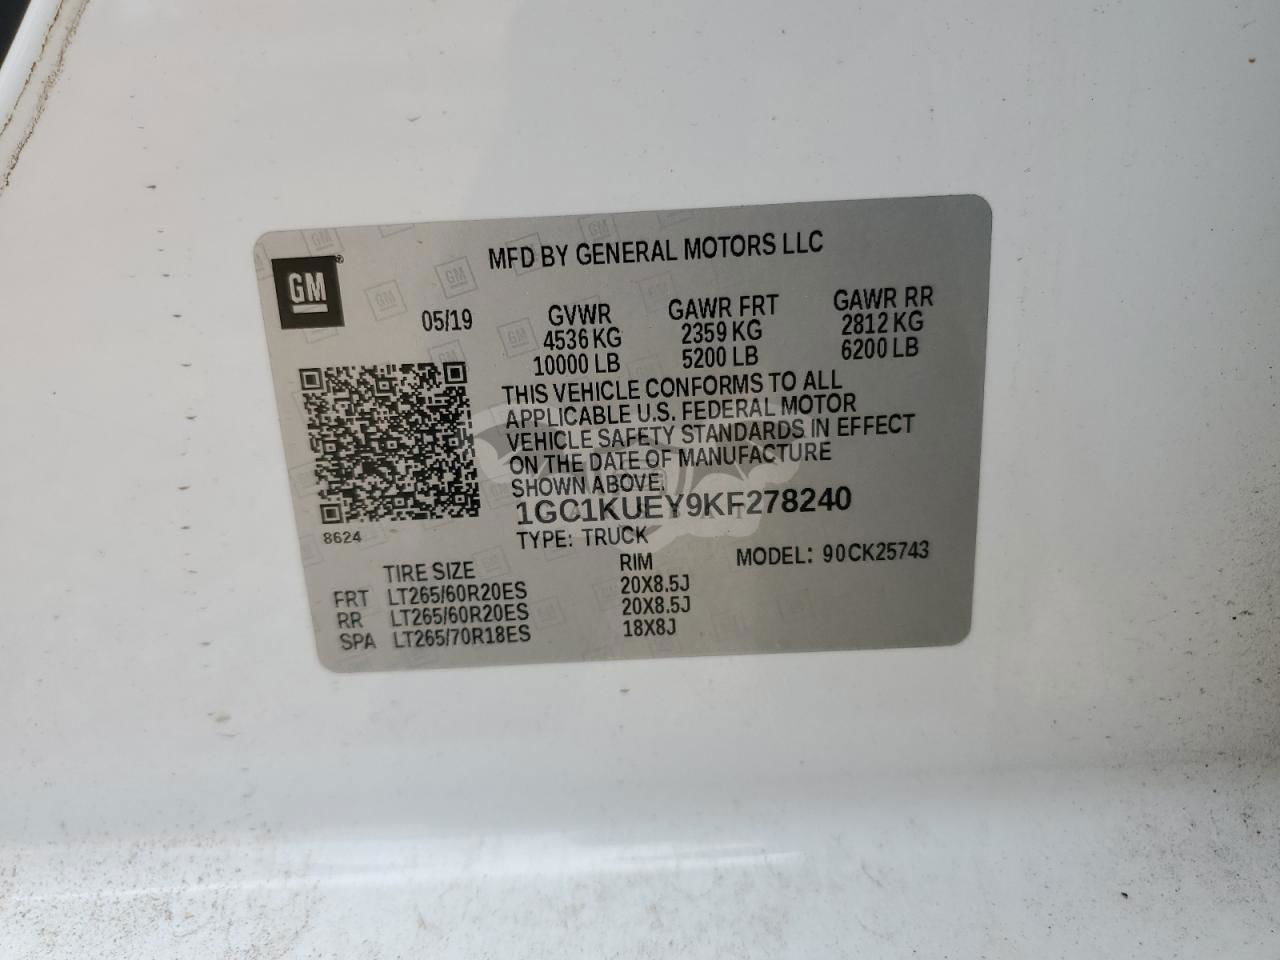 MFD BY GENERAL MOTORS LLC
GM
05/19
GVWR GAWR FRT GAWR RR
4536 KG 2359 KG 2812 KG
10000 LB 5200 LB 6200 LB
THIS VEHICLE CONFORMS TO ALL
APPLICABLE U.S. FEDERAL MOTOR
VEHICLE SAFETY STANDARDS IN EFFECT
ON THE DATE OF MANUFACTURE
SHOWN ABOVE.
1GC1KUEY9KF278240
8624
TYPE: TRUCK
MODEL: 90CK25743
TIRE SIZE RIM
FRT LT265/60R20ES 20X8.5J
RR LT265/60R20ES 20X8.5J
SPA LT265/70R18ES 18X8J